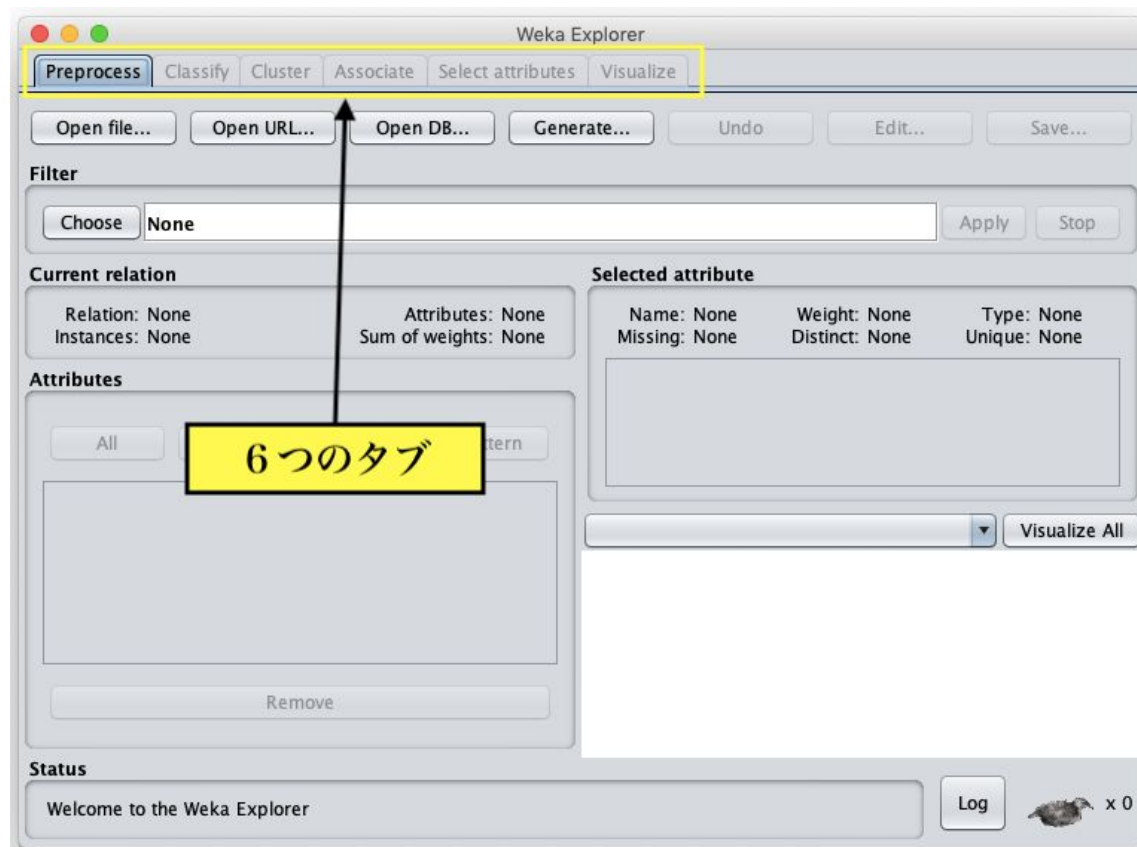 Weka Explorer
Preprocess Classify Cluster Associate Select attributes Visualize
Open file... Open URL... Open DB... Generate... Undo Edit... Save...
Filter
Choose None Apply Stop
Current relation
Relation: None Attributes: None
Instances: None Sum of weights: None
Selected attribute
Name: None Weight: None Type: None
Missing: None Distinct: None Unique: None
Attributes
All
6つのタブ
Visualize All
Remove
Status
Welcome to the Weka Explorer
Log x 0